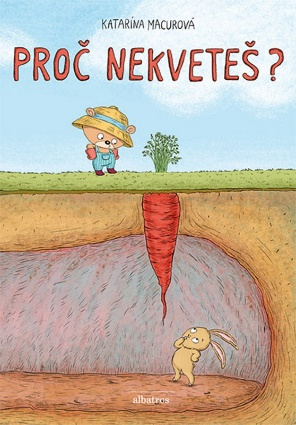 KATARÍNA MACUROVÁ
PROČ NEKVETEŠ?
albatros